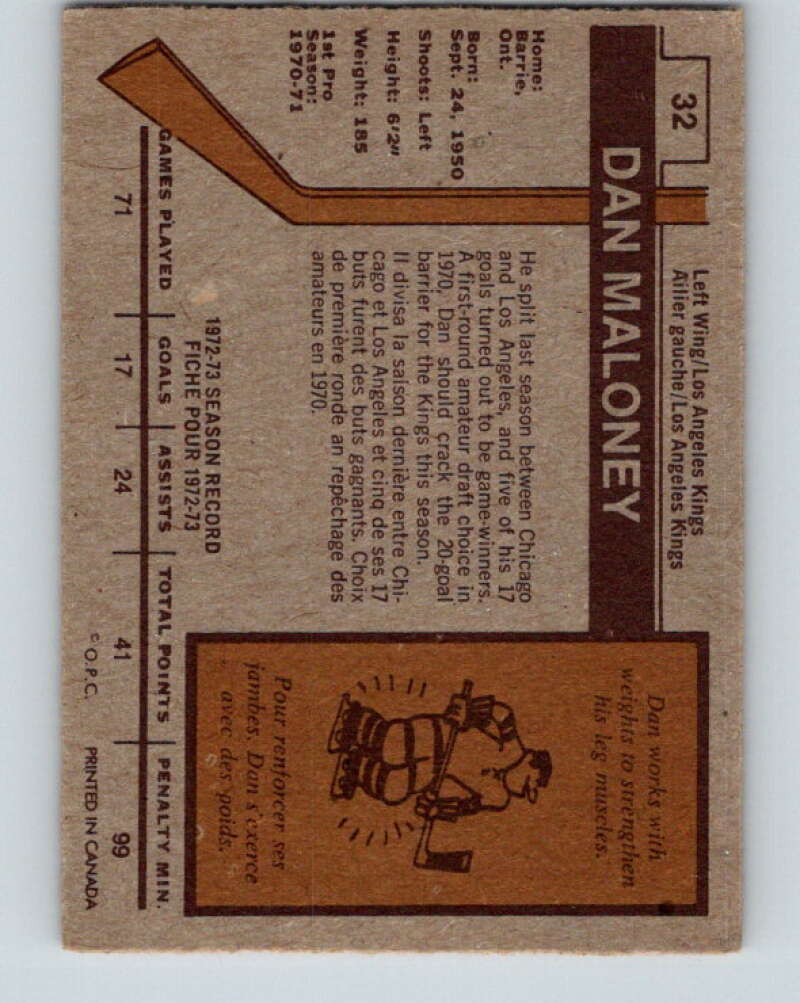 32
Left Wing/Los Angeles Kings
Ailier gauche/Los Angeles Kings
DAN MALONEY
Home:
Barrie,
Ont.
Born:
Sept. 24, 1950
Shoots: Left
Height: 6'2"
Weight: 185
1st Pro
Season:
1970-71
He split last season between Chicago
and Los Angeles, and five of his 17
goals turned out to be game-winners.
A first-round amateur draft choice in
1970, Dan should crack the 20-goal
barrier for the Kings this season.
Il divisa la saison dernière entre Chi-
cago et Los Angeles et cinq de ses 17
buts furent des buts gagnants. Choix
de première ronde an repêchage des
amateurs en 1970.
Dan works with
weights to strengthen
his leg muscles.
Pour renforcer ses
jambes, Dan s'exerce
avec des poids.
1972-73 SEASON RECORD
FICHE POUR 1972-73
GAMES PLAYED GOALS ASSISTS TOTAL POINTS PENALTY MIN.
71 17 24 41 99
© O.P.C. PRINTED IN CANADA